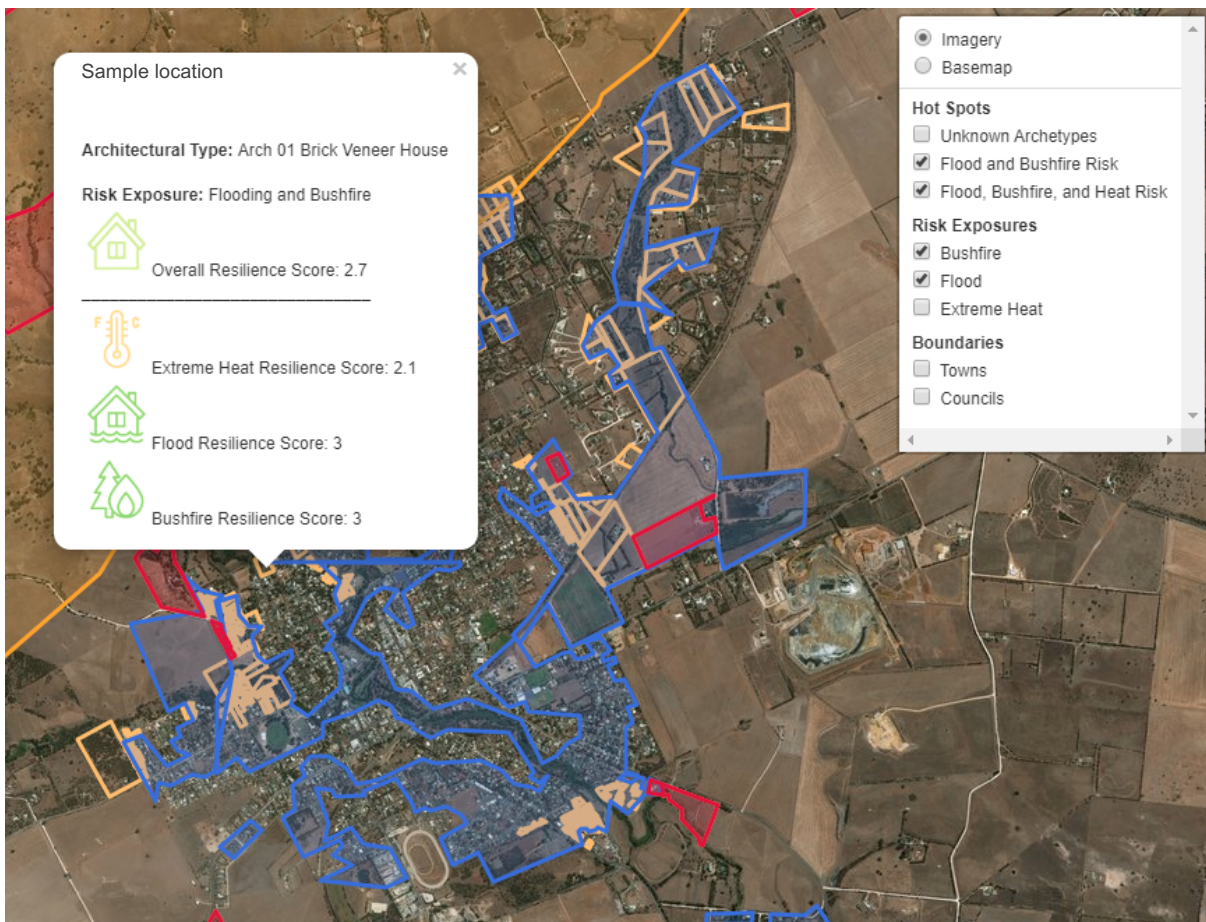 Sample location
×
Architectural Type: Arch 01 Brick Veneer House
Risk Exposure: Flooding and Bushfire
Overall Resilience Score: 2.7
F C
Extreme Heat Resilience Score: 2.1
Flood Resilience Score: 3
Bushfire Resilience Score: 3
Imagery
Basemap
Hot Spots
Unknown Archetypes
Flood and Bushfire Risk
Flood, Bushfire, and Heat Risk
Risk Exposures
Bushfire
Flood
Extreme Heat
Boundaries
Towns
Councils